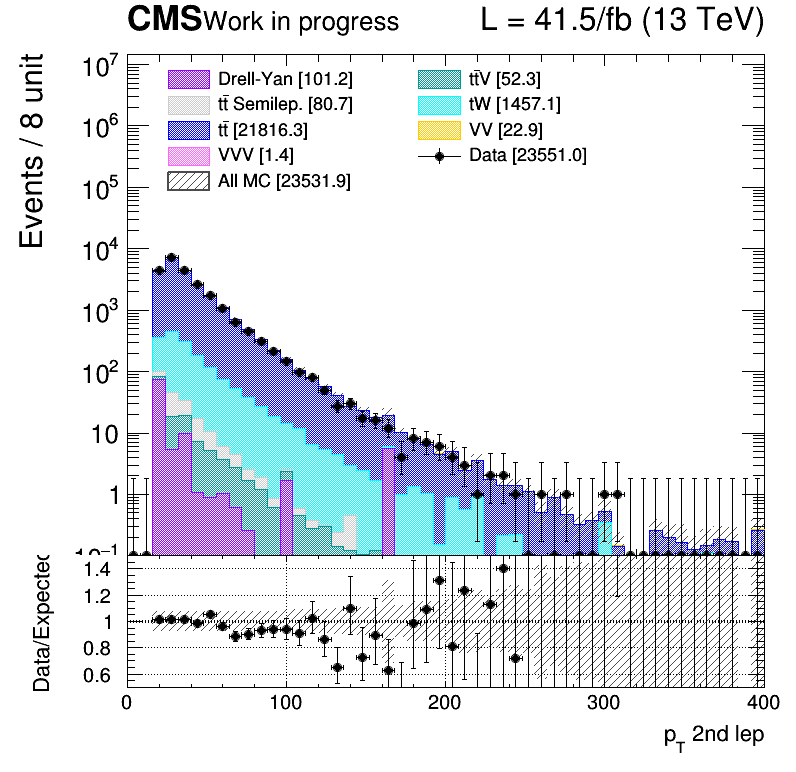 CMS Work in progress L = 41.5/fb (13 TeV)
Events / 8 unit
10⁷
10⁶
10⁵
10⁴
10³
10²
10
1
10⁻¹
Drell-Yan [101.2]
tt̄ Semilep. [80.7]
tt̄ [21816.3]
VVV [1.4]
All MC [23531.9]
tt̄V [52.3]
tW [1457.1]
VV [22.9]
Data [23551.0]
Data/Expected
1.4
1.2
1
0.8
0.6
0 100 200 300 400
p_T 2nd lep